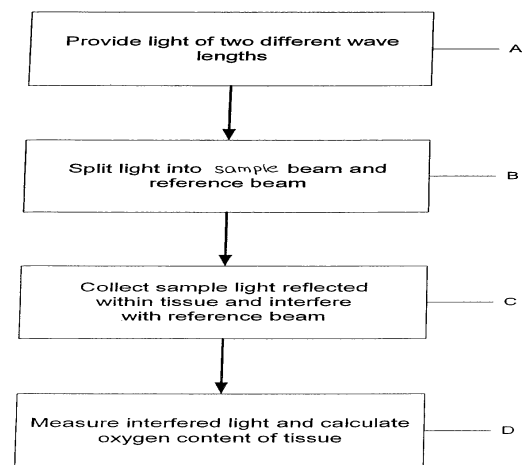 Provide light of two different wave
lengths
A
Split light into sample beam and
reference beam
B
Collect sample light reflected
within tissue and interfere
with reference beam
C
Measure interfered light and calculate
oxygen content of tissue
D